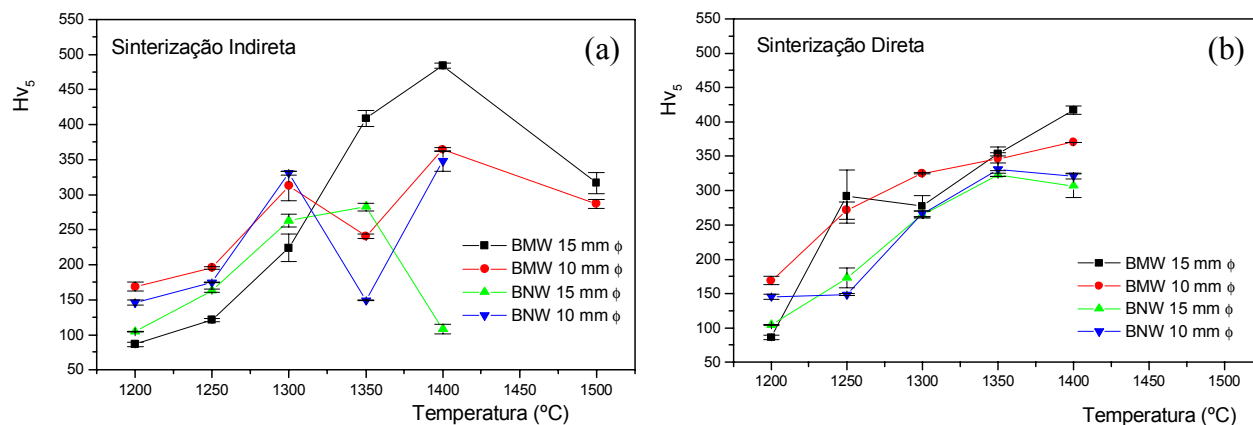 Sinterização Indireta
(a)
Hv5
550
500
450
400
350
300
250
200
150
100
50
1200
1250
1300
1350
1400
1450
1500
Temperatura (ºC)
BMW 15 mm ϕ
BMW 10 mm ϕ
BNW 15 mm ϕ
BNW 10 mm ϕ
Sinterização Direta
(b)
Hv5
550
500
450
400
350
300
250
200
150
100
50
1200
1250
1300
1350
1400
1450
1500
Temperatura (ºC)
BMW 15 mm ϕ
BMW 10 mm ϕ
BNW 15 mm ϕ
BNW 10 mm ϕ